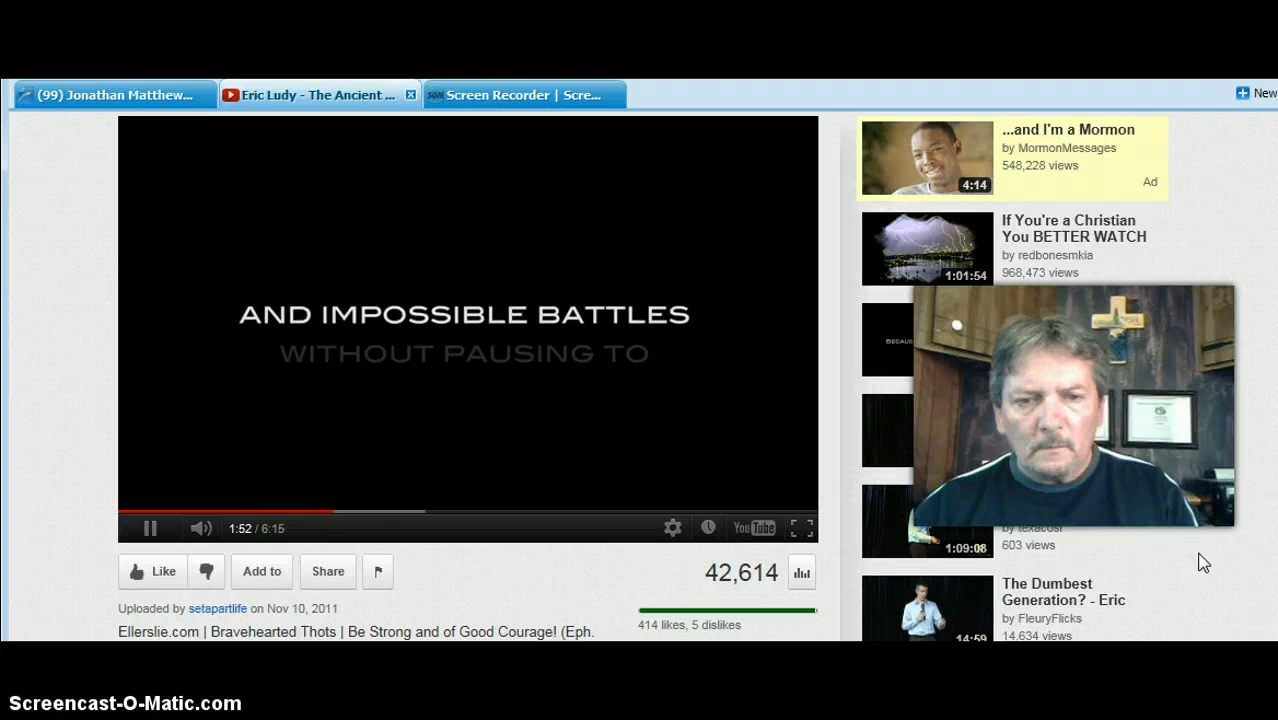 (99) Jonathan Matthew...
Eric Ludy - The Ancient ...
SOM Screen Recorder | Scre...
New
AND IMPOSSIBLE BATTLES
WITHOUT PAUSING TO
1:52 / 6:15
YouTube
Like
Add to
Share
42,614
Uploaded by setapartlife on Nov 10, 2011
414 likes, 5 dislikes
Ellerslie.com | Bravehearted Thots | Be Strong and of Good Courage! (Eph.
...and I'm a Mormon
by MormonMessages
548,228 views
Ad
4:14
If You're a Christian
You BETTER WATCH
by redbonesmkia
968,473 views
1:01:54
BECAUS
by texacosr
603 views
1:09:08
The Dumbest
Generation? - Eric
by FleuryFlicks
14,634 views
14:59
Screencast-O-Matic.com